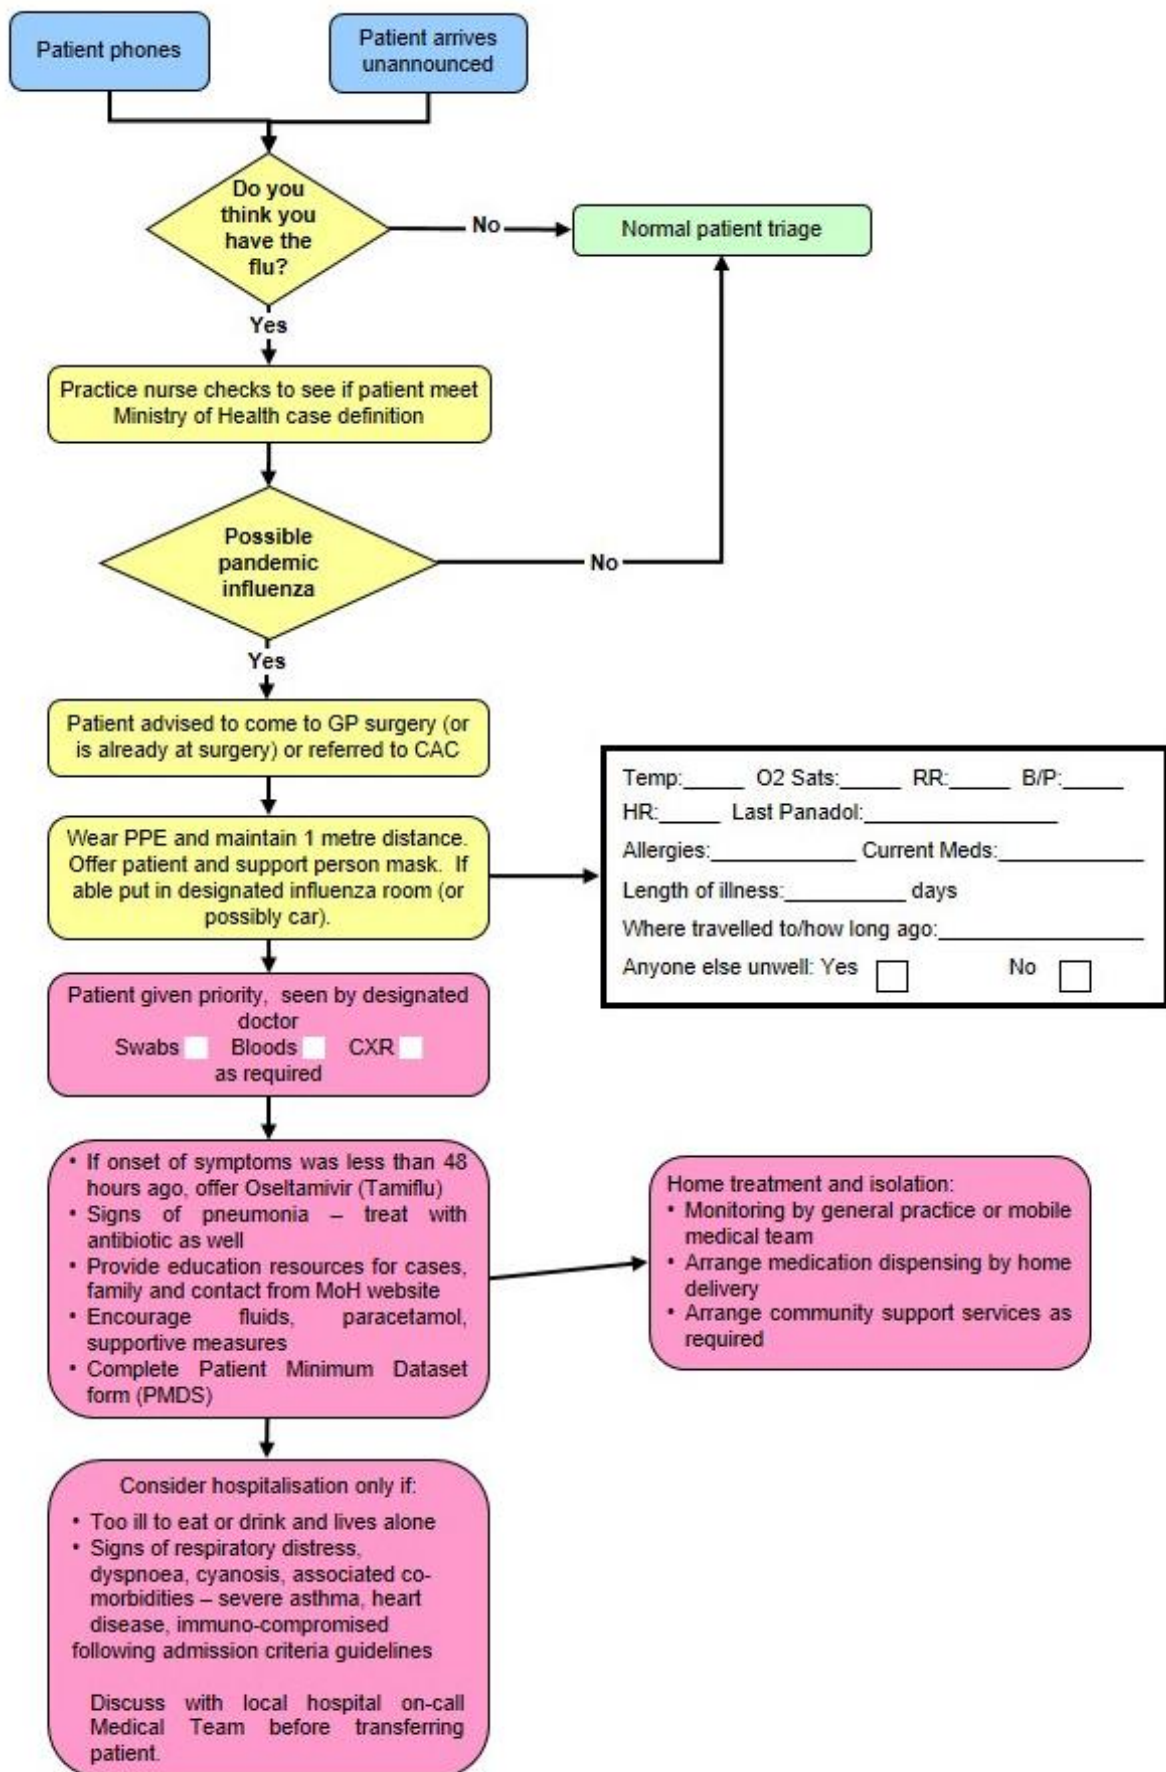 Patient phones
Patient arrives
unannounced
Do you
think you
have the
flu?
No
Normal patient triage
Yes
Practice nurse checks to see if patient meet
Ministry of Health case definition
Possible
pandemic
influenza
No
Yes
Patient advised to come to GP surgery (or
is already at surgery) or referred to CAC
Wear PPE and maintain 1 metre distance.
Offer patient and support person mask. If
able put in designated influenza room (or
possibly car).
Temp:_____ O2 Sats:_____ RR:_____ B/P:_____
HR:_____ Last Panadol:________________
Allergies:____________ Current Meds:____________
Length of illness:__________ days
Where travelled to/how long ago:_________________
Anyone else unwell: Yes ☐ No ☐
Patient given priority, seen by designated
doctor
Swabs ☐ Bloods ☐ CXR ☐
as required
• If onset of symptoms was less than 48
hours ago, offer Oseltamivir (Tamiflu)
• Signs of pneumonia – treat with
antibiotic as well
• Provide education resources for cases,
family and contact from MoH website
• Encourage fluids, paracetamol,
supportive measures
• Complete Patient Minimum Dataset
form (PMDS)
Home treatment and isolation:
• Monitoring by general practice or mobile
medical team
• Arrange medication dispensing by home
delivery
• Arrange community support services as
required
Consider hospitalisation only if:
• Too ill to eat or drink and lives alone
• Signs of respiratory distress,
dyspnoea, cyanosis, associated co-
morbidities – severe asthma, heart
disease, immuno-compromised
following admission criteria guidelines
Discuss with local hospital on-call
Medical Team before transferring
patient.